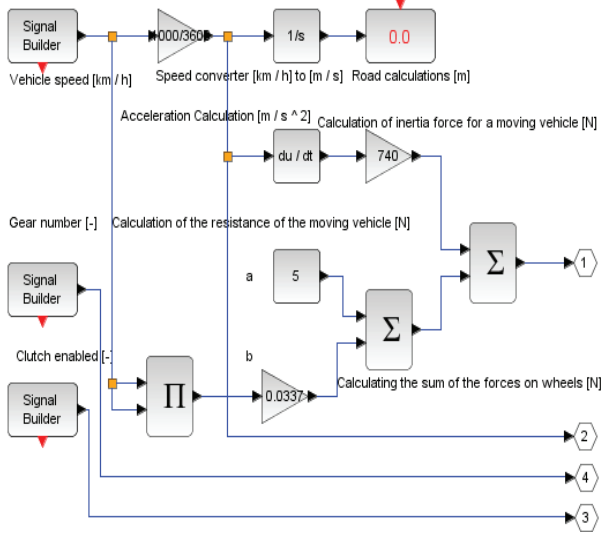 Signal
Builder
1000/3600
1/s
0.0
Vehicle speed [km / h]
Speed converter [km / h] to [m / s]
Road calculations [m]
Acceleration Calculation [m / s ^ 2]
Calculation of inertia force for a moving vehicle [N]
du / dt
740
Gear number [-]
Calculation of the resistance of the moving vehicle [N]
Signal
Builder
a
5
Σ
1
Σ
Clutch enabled [-]
b
Signal
Builder
Π
0.0337
Calculating the sum of the forces on wheels [N]
2
4
3